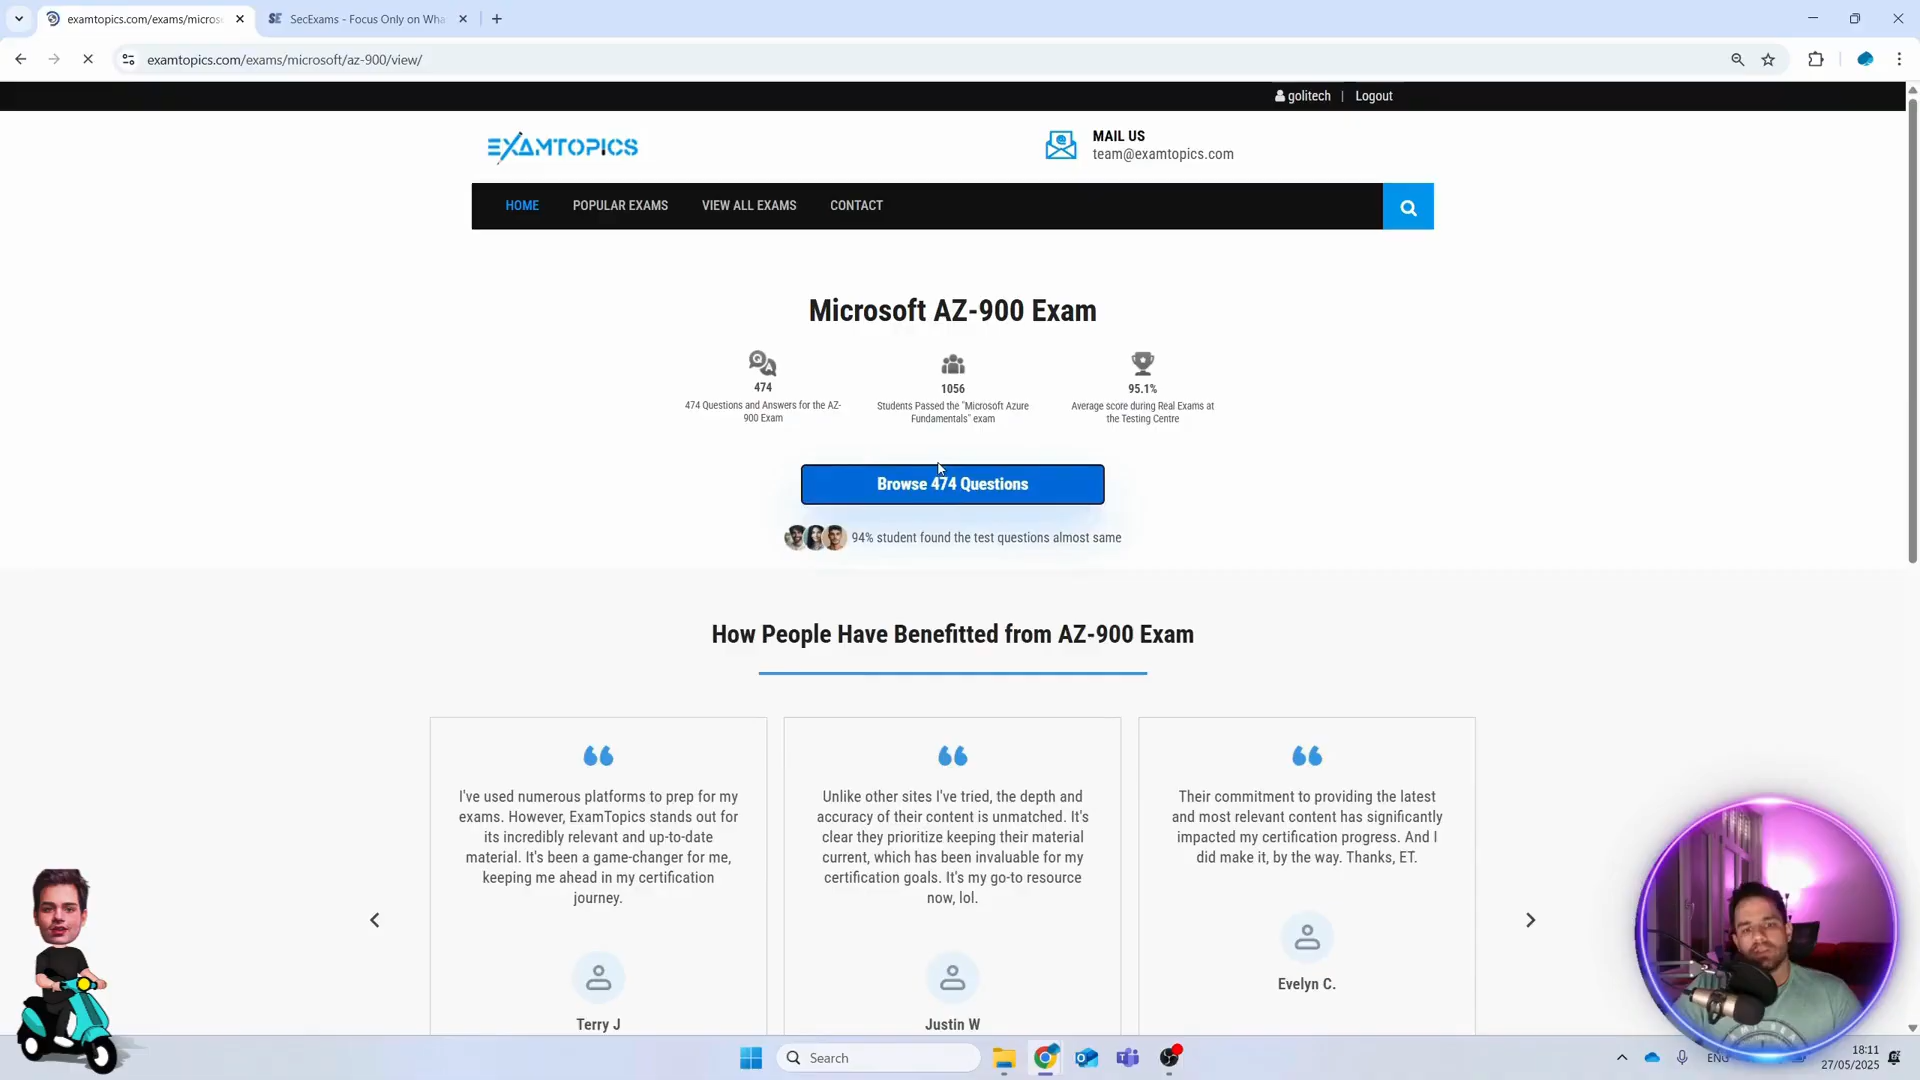 examtopics.com/exams/micros
SecExams - Focus Only on Wha
examtopics.com/exams/microsoft/az-900/view/
golitech | Logout
EXAMTOPICS
MAIL US
team@examtopics.com
HOME
POPULAR EXAMS
VIEW ALL EXAMS
CONTACT
Microsoft AZ-900 Exam
474
474 Questions and Answers for the AZ-
900 Exam
1056
Students Passed the "Microsoft Azure
Fundamentals" exam
95.1%
Average score during Real Exams at
the Testing Centre
Browse 474 Questions
94% student found the test questions almost same
How People Have Benefitted from AZ-900 Exam
I've used numerous platforms to prep for my
exams. However, ExamTopics stands out for
its incredibly relevant and up-to-date
material. It's been a game-changer for me,
keeping me ahead in my certification
journey.
Terry J
Unlike other sites I've tried, the depth and
accuracy of their content is unmatched. It's
clear they prioritize keeping their material
current, which has been invaluable for my
certification goals. It's my go-to resource
now, lol.
Justin W
Their commitment to providing the latest
and most relevant content has significantly
impacted my certification progress. And I
did make it, by the way. Thanks, ET.
Evelyn C.
Search
ENG
18:11
27/05/2025